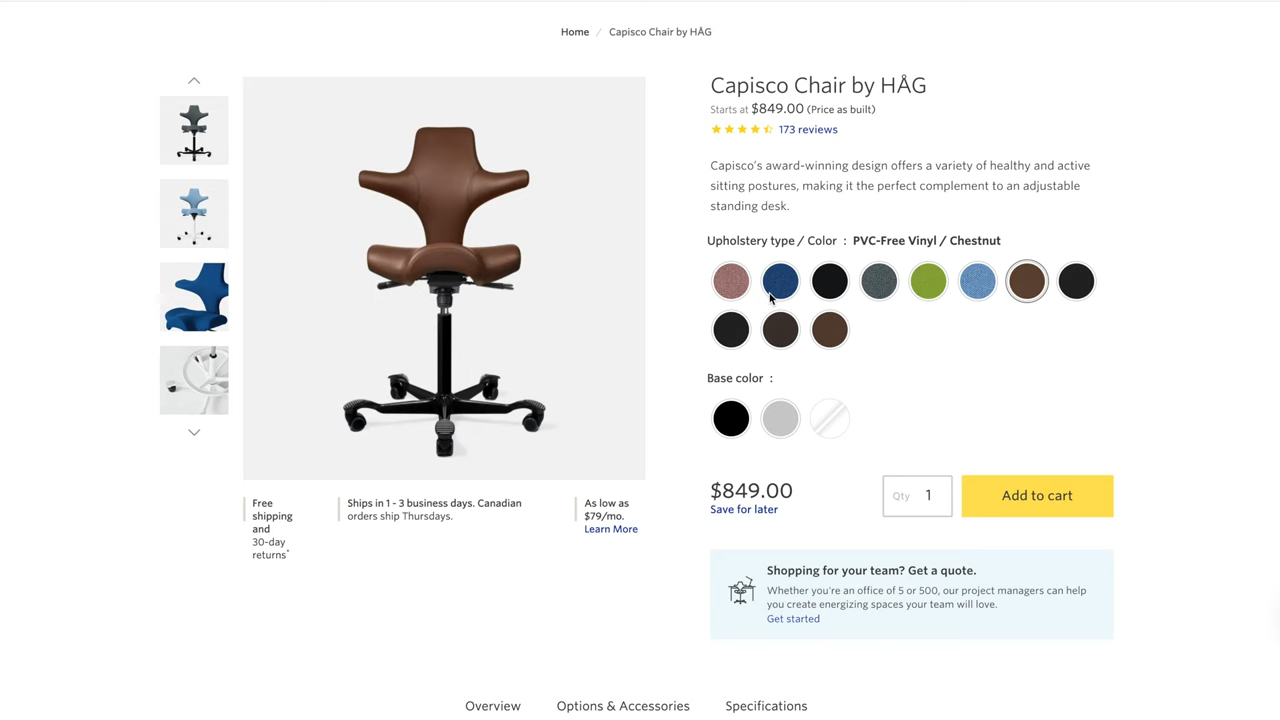 Home / Capisco Chair by HÅG
Capisco Chair by HÅG
Starts at $849.00 (Price as built)
173 reviews
Capisco's award-winning design offers a variety of healthy and active
sitting postures, making it the perfect complement to an adjustable
standing desk.
Upholstery type / Color : PVC-Free Vinyl / Chestnut
Base color :
$849.00
Save for later
Qty 1
Add to cart
Free
shipping
and
30-day
returns*
Ships in 1 - 3 business days. Canadian
orders ship Thursdays.
As low as
$79/mo.
Learn More
Shopping for your team? Get a quote.
Whether you're an office of 5 or 500, our project managers can help
you create energizing spaces your team will love.
Get started
Overview Options & Accessories Specifications